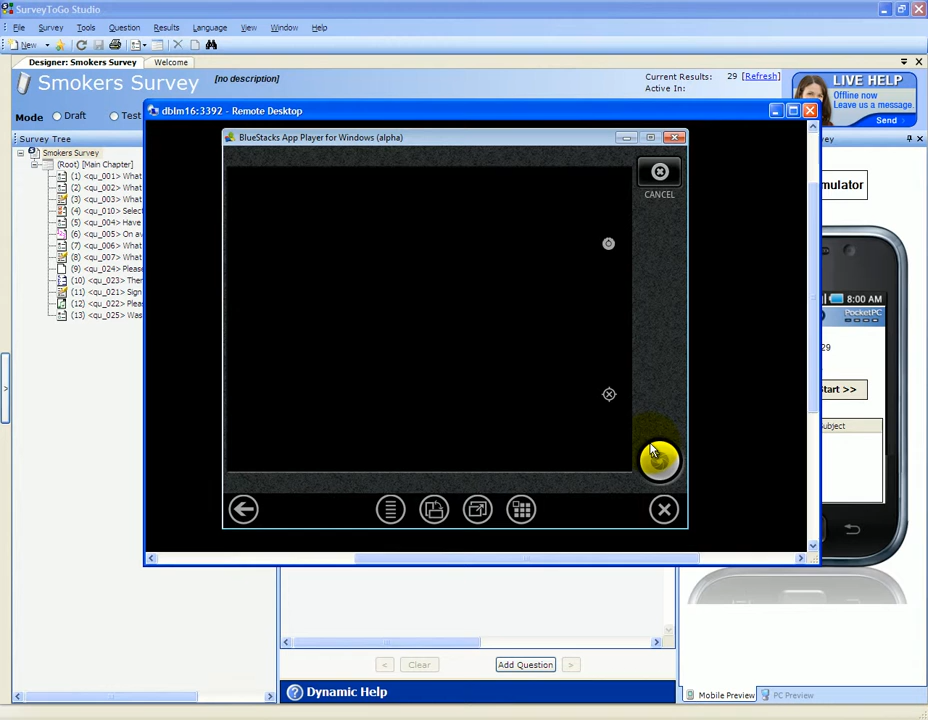 SurveyToGo Studio
File Survey Tools Question Results Language View Window Help
New
Designer: Smokers Survey Welcome
Smokers Survey [no description]
Current Results: 29 [Refresh]
Active In:
LIVE HELP
Offline now
Leave us a message.
Send
Mode Draft Test
dblm16:3392 - Remote Desktop
Survey Tree
vey
BlueStacks App Player for Windows (alpha)
Smokers Survey
(Root) [Main Chapter]
(1) <qu_001> What
(2) <qu_002> What
(3) <qu_003> What
(4) <qu_010> Select
(5) <qu_004> Have
(6) <qu_005> On av
(7) <qu_006> What
(8) <qu_007> What
(9) <qu_024> Please
(10) <qu_023> Ther
(11) <qu_021> Sign
(12) <qu_022> Plea
(13) <qu_025> Was
CANCEL
mulator
8:00 AM
PocketPC
29
Start >>
ubject
< Clear Add Question >
Dynamic Help
Mobile Preview PC Preview